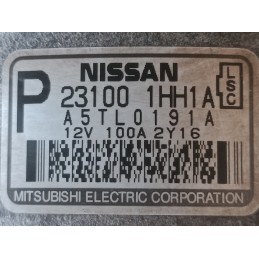 NISSAN
P 23100 1HH1A LSC
A5TL0191A
12V 100A 2Y16
MITSUBISHI ELECTRIC CORPORATION